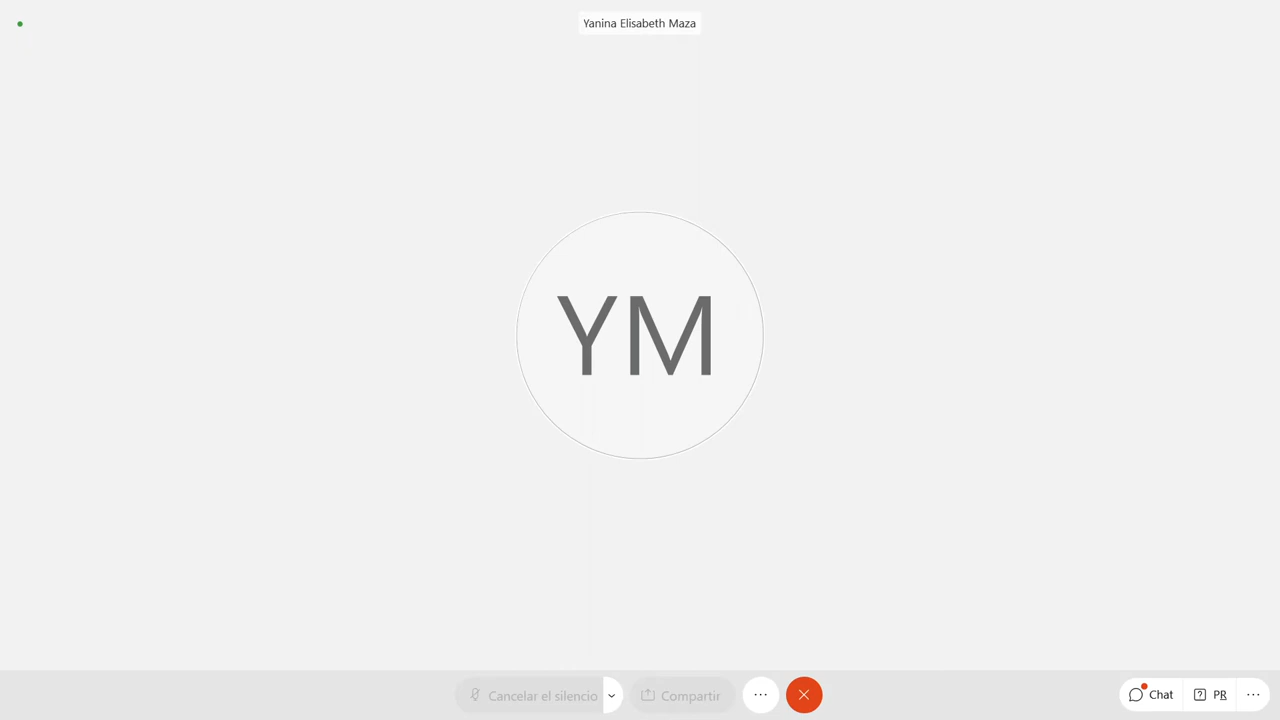 Yanina Elisabeth Maza
YM
Cancelar el silencio
Compartir
Chat
PR